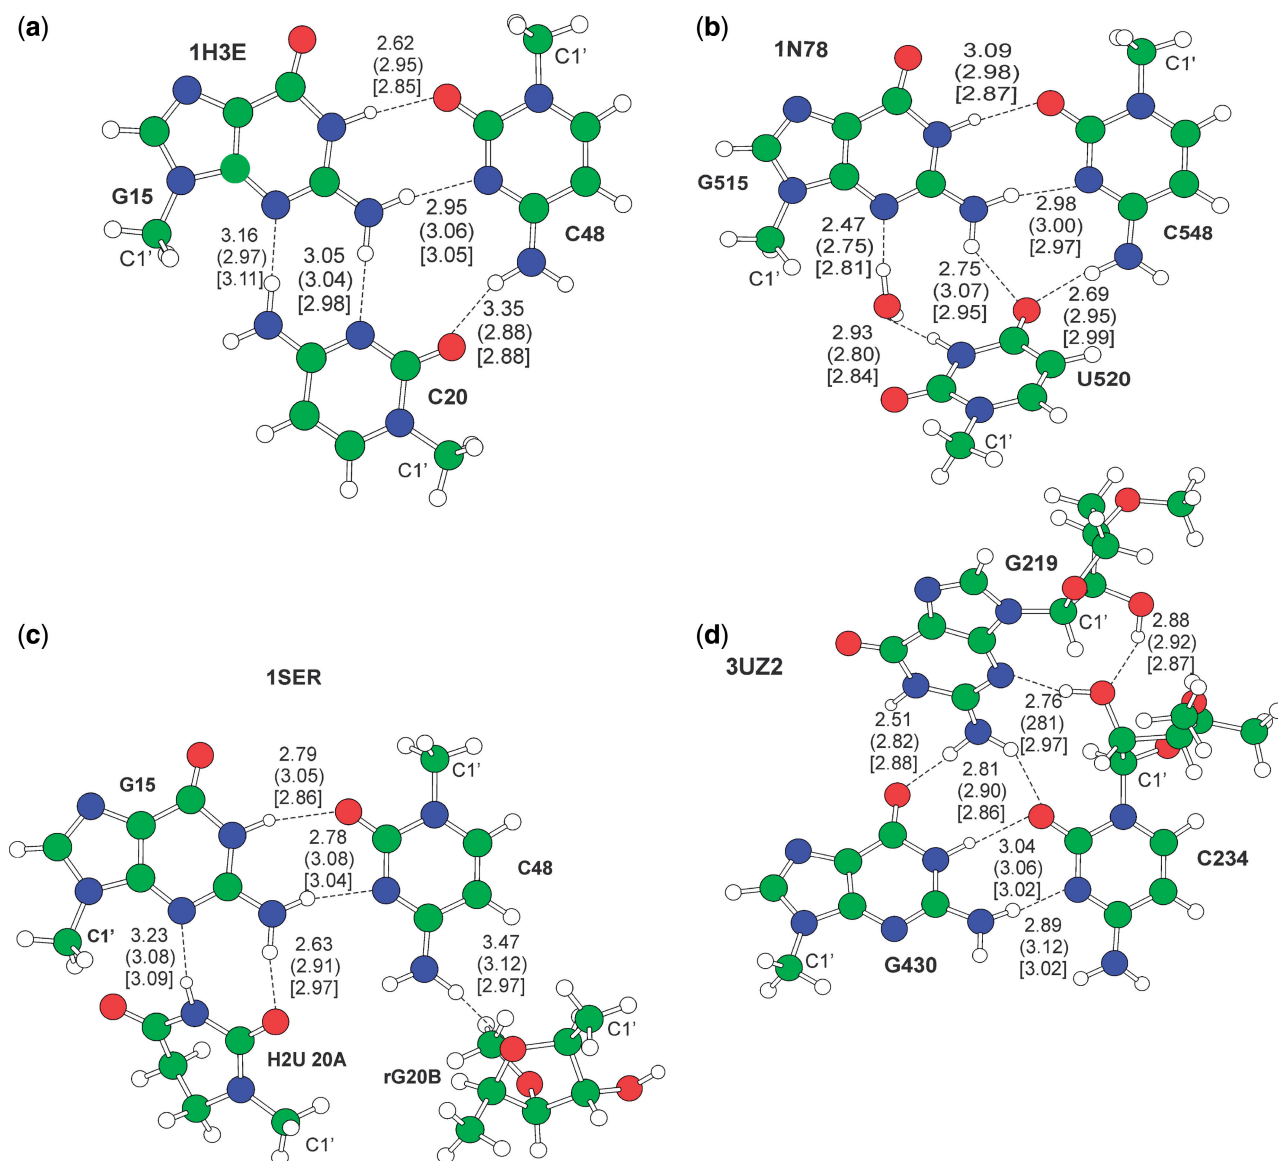 (a)
1H3E
2.62
(2.95)
[2.85]
C1'
G15
C1'
3.16
(2.97)
[3.11]
3.05
(3.04)
[2.98]
2.95
(3.06)
[3.05]
C48
3.35
(2.88)
[2.88]
C20
C1'
(b)
1N78
3.09
(2.98)
[2.87]
C1'
G515
C1'
2.47
(2.75)
[2.81]
2.75
(3.07)
[2.95]
2.98
(3.00)
[2.97]
C548
2.69
(2.95)
[2.99]
2.93
(2.80)
[2.84]
U520
C1'
(c)
1SER
2.79
(3.05)
[2.86]
C1'
G15
2.78
(3.08)
[3.04]
C48
C1'
3.23
(3.08)
[3.09]
2.63
(2.91)
[2.97]
3.47
(3.12)
[2.97]
C1'
H2U 20A
rG20B
C1'
(d)
3UZ2
G219
C1'
2.88
(2.92)
[2.87]
2.51
(2.82)
[2.88]
2.76
(281)
[2.97]
2.81
(2.90)
[2.86]
C1'
3.04
(3.06)
[3.02]
C234
2.89
(3.12)
[3.02]
C1'
G430